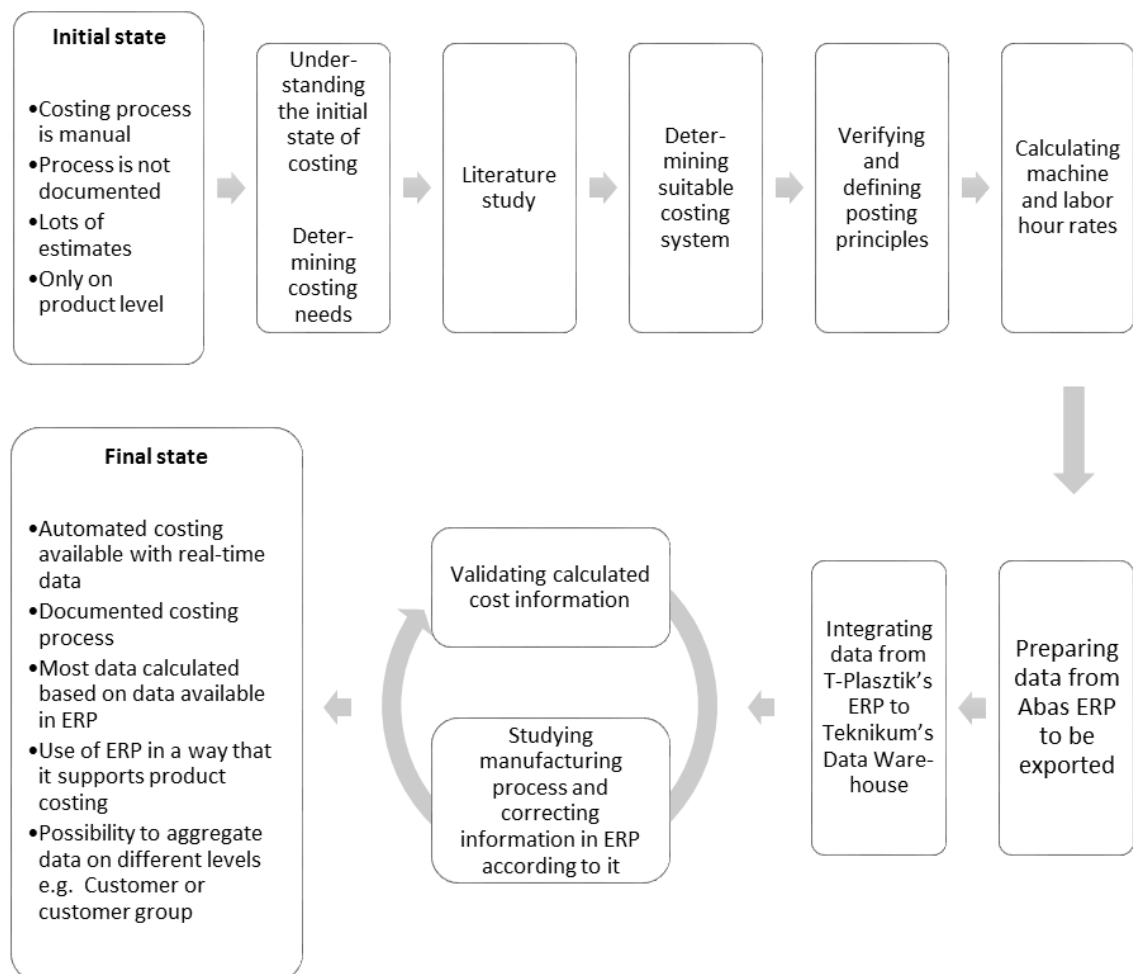 Initial state
•Costing process
is manual
•Process is not
documented
•Lots of
estimates
•Only on
product level
Under-
standing
the initial
state of
costing
Deter-
mining
costing
needs
Literature
study
Deter-
mining
suitable
costing
system
Verifying
and
defining
posting
principles
Calculating
machine
and labor
hour rates
Preparing
data from
Abas ERP
to be
exported
Integrating
data from
T-Plasztik’s
ERP to
Teknikum’s
Data Ware-
house
Validating calculated
cost information
Studying
manufacturing
process and
correcting
information in ERP
according to it
Final state
•Automated costing
available with real-time
data
•Documented costing
process
•Most data calculated
based on data available
in ERP
•Use of ERP in a way that
it supports product
costing
•Possibility to aggregate
data on different levels
e.g.  Customer or
customer group